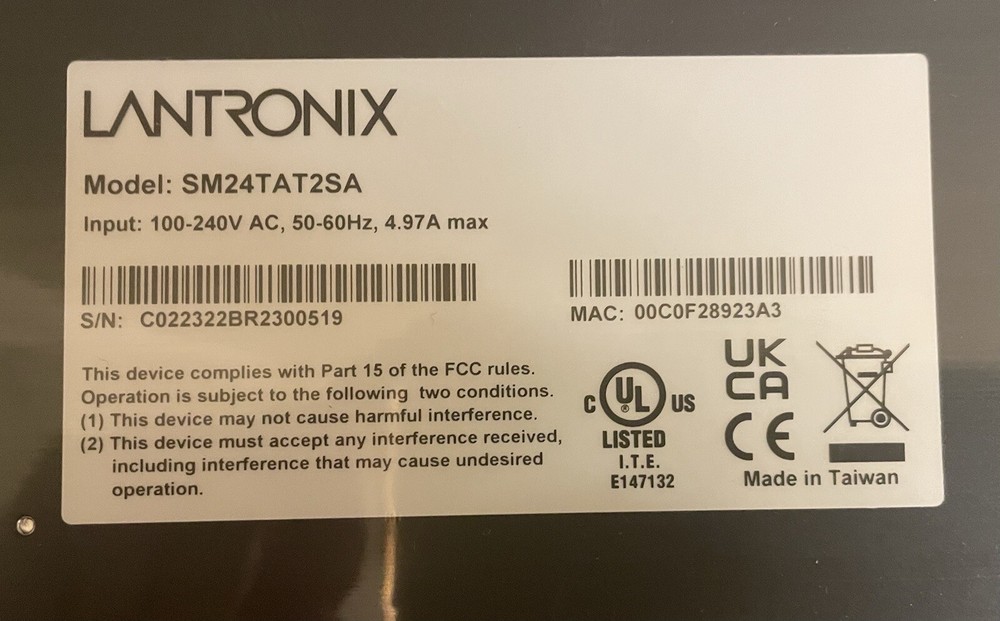 LANTRONIX
Model: SM24TAT2SA
Input: 100-240V AC, 50-60Hz, 4.97A max
S/N: C022322BR2300519
MAC: 00C0F28923A3
This device complies with Part 15 of the FCC rules.
Operation is subject to the following two conditions.
(1) This device may not cause harmful interference.
(2) This device must accept any interference received,
including interference that may cause undesired
operation.
C UL ® US
LISTED
I.T.E.
E147132
UK
CA
CE
Made in Taiwan